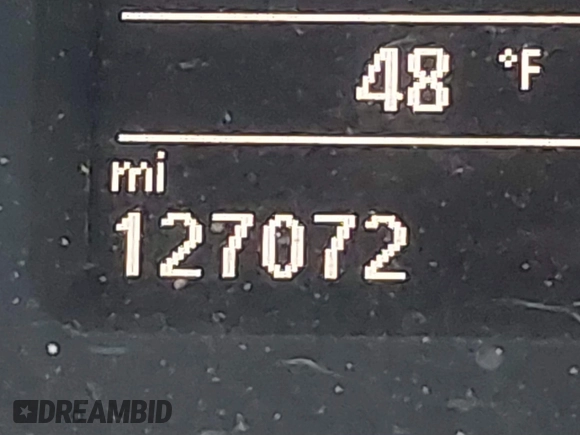 48 °F
mi
127072
DREAMBID